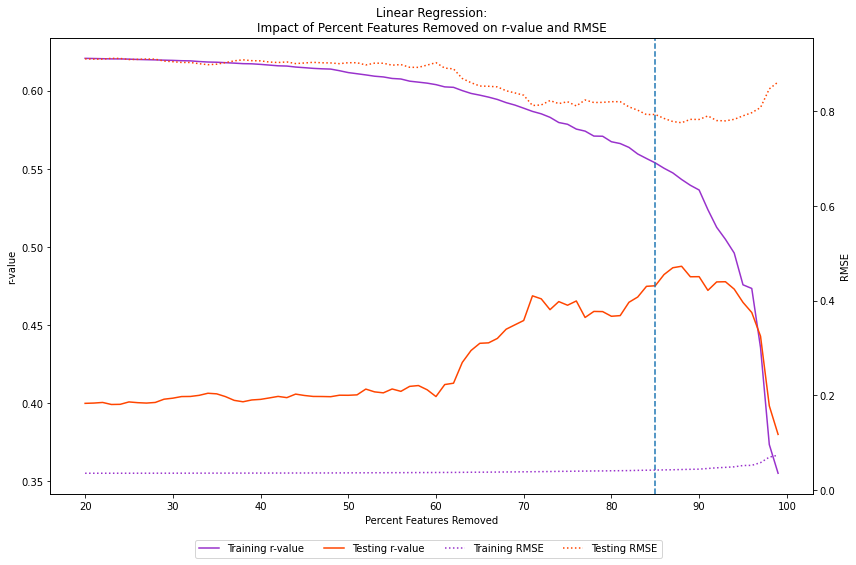 Linear Regression:
Impact of Percent Features Removed on r-value and RMSE
r-value
0.60
0.55
0.50
0.45
0.40
0.35
0.8
0.6
0.4
0.2
0.0
RMSE
20 30 40 50 60 70 80 90 100
Percent Features Removed
Training r-value Testing r-value Training RMSE Testing RMSE